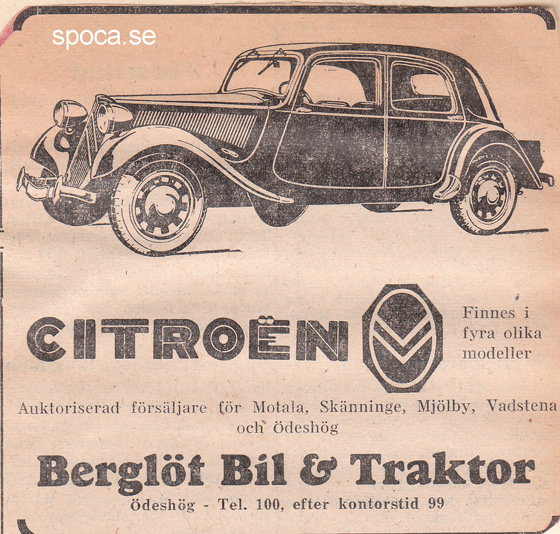 spoca.se
CITROËN
Finnes i
fyra olika
modeller
Auktoriserad försäljare för Motala, Skänninge, Mjölby, Vadstena
och Ödeshög
Berglöf Bil & Traktor
Ödeshög - Tel. 100, efter kontorstid 99